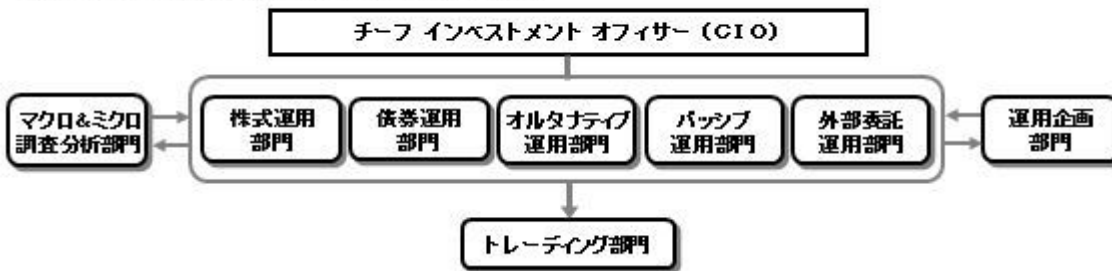 チーフ インベストメント オフィサー (CIO)
マクロ&ミクロ
調査分析部門
株式運用
部門
債券運用
部門
オルタナティブ
運用部門
パッシブ
運用部門
外部委託
運用部門
運用企画
部門
トレーディング部門